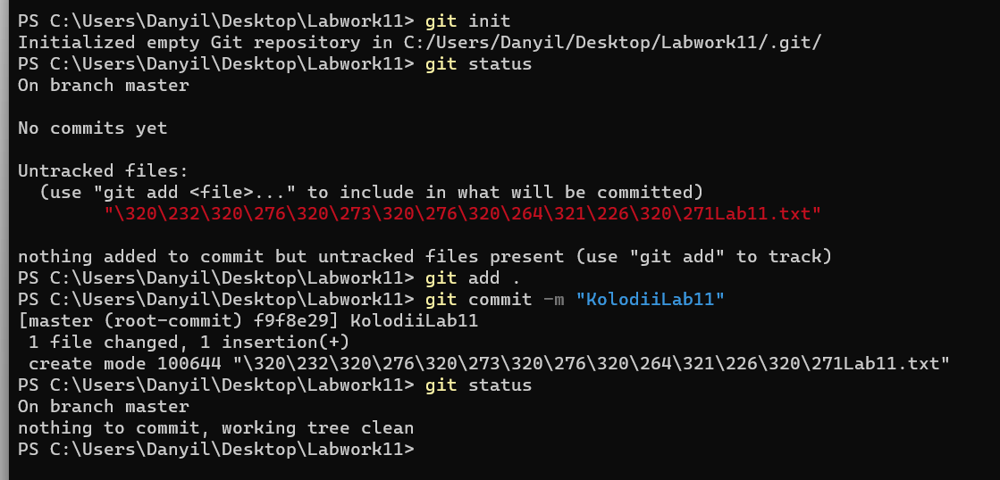 PS C:\Users\Danyil\Desktop\Labwork11> git init
Initialized empty Git repository in C:/Users/Danyil/Desktop/Labwork11/.git/
PS C:\Users\Danyil\Desktop\Labwork11> git status
On branch master
No commits yet
Untracked files:
(use "git add <file>..." to include in what will be committed)
"\320\232\320\276\320\273\320\276\320\264\321\226\320\271Lab11.txt"
nothing added to commit but untracked files present (use "git add" to track)
PS C:\Users\Danyil\Desktop\Labwork11> git add .
PS C:\Users\Danyil\Desktop\Labwork11> git commit -m "KolodiiLab11"
[master (root-commit) f9f8e29] KolodiiLab11
1 file changed, 1 insertion(+)
create mode 100644 "\320\232\320\276\320\273\320\276\320\264\321\226\320\271Lab11.txt"
PS C:\Users\Danyil\Desktop\Labwork11> git status
On branch master
nothing to commit, working tree clean
PS C:\Users\Danyil\Desktop\Labwork11>